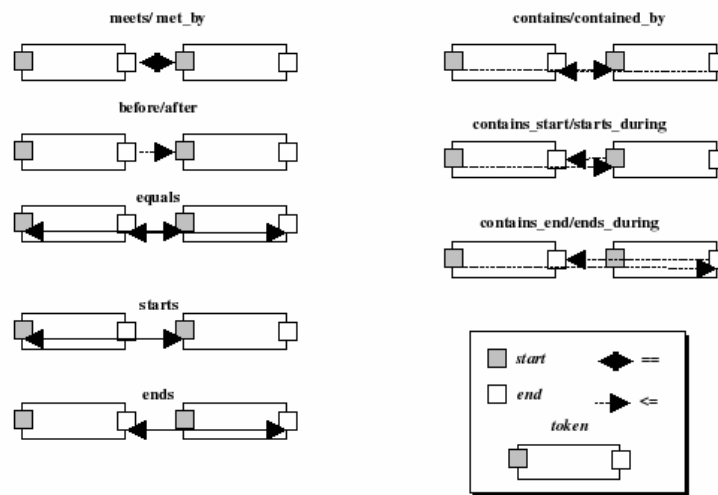 meets/ met_by
before/after
equals
starts
ends
contains/contained_by
contains_start/starts_during
contains_end/ends_during
start ==
end <=
token